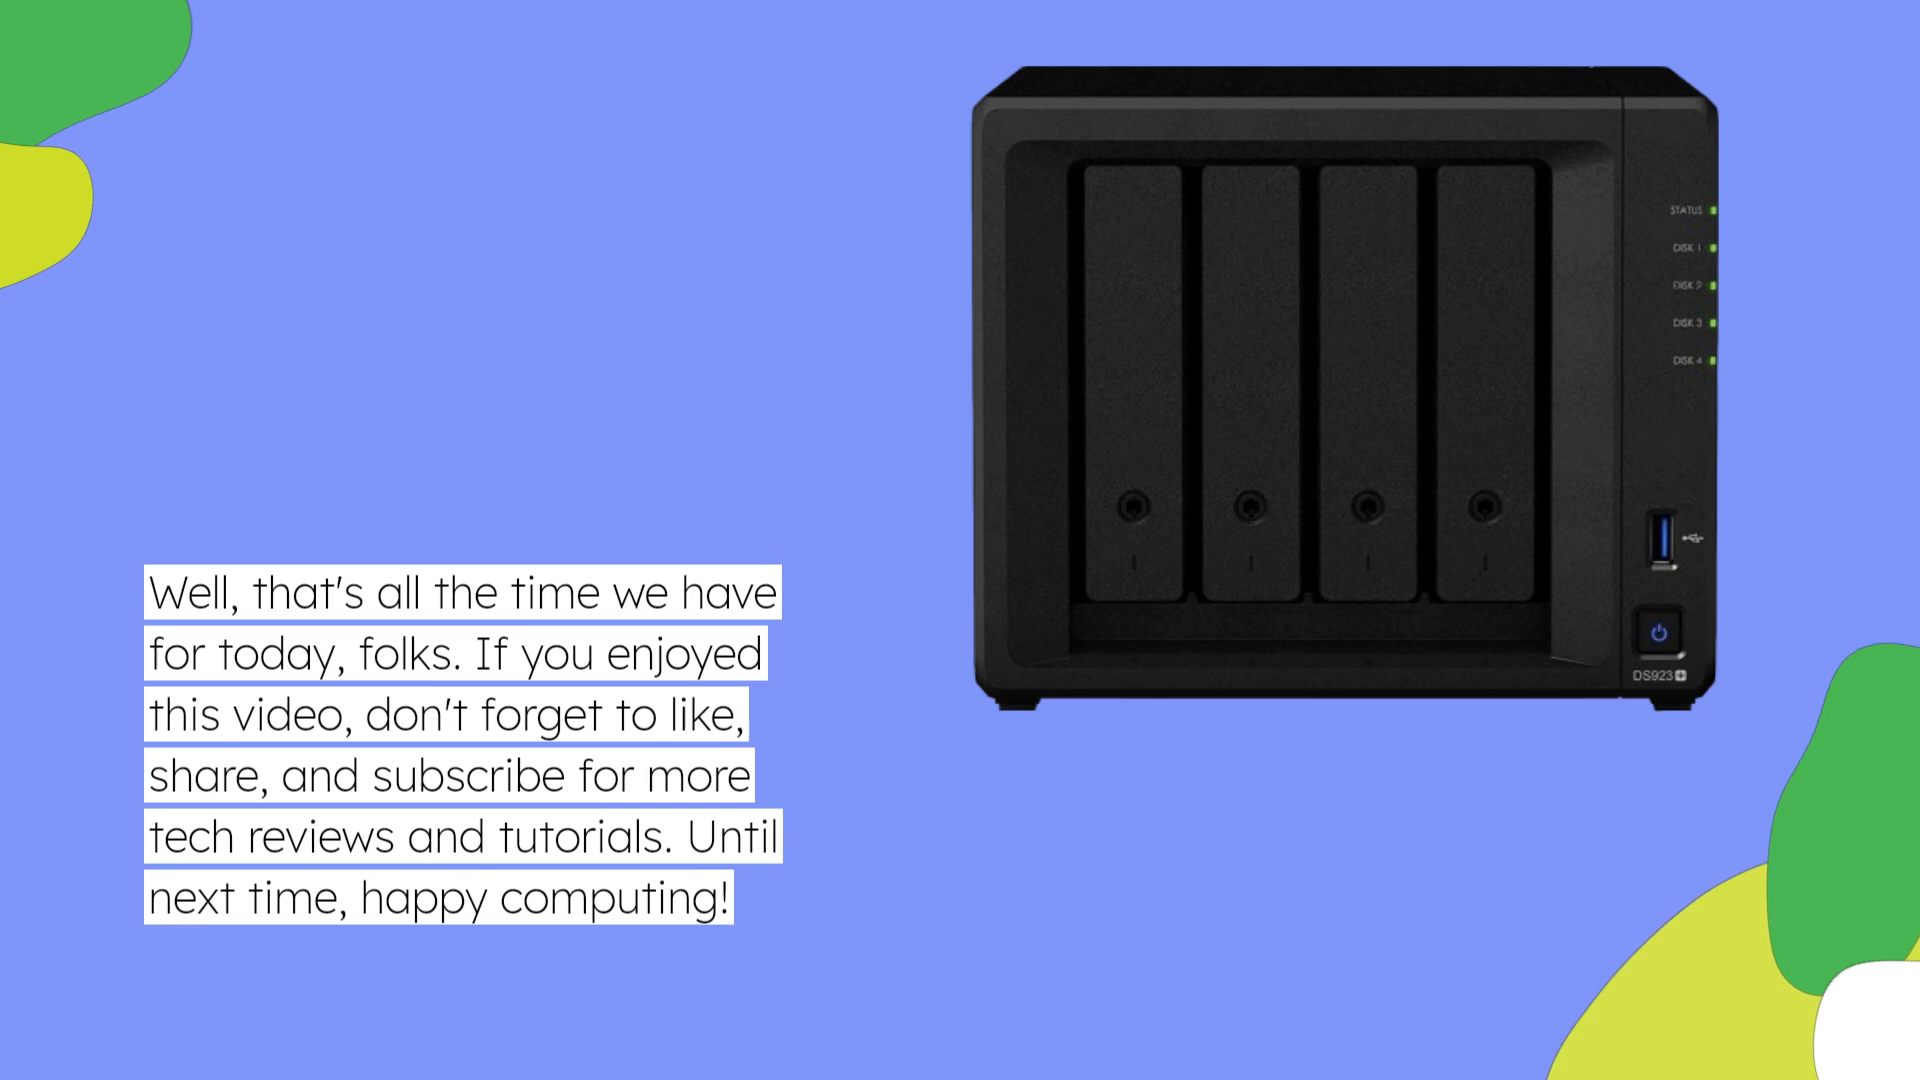 Well, that's all the time we have
for today, folks. If you enjoyed
this video, don't forget to like,
share, and subscribe for more
tech reviews and tutorials. Until
next time, happy computing!
STATUS
DISK 1
DISK 2
DISK 3
DISK 4
DS923+